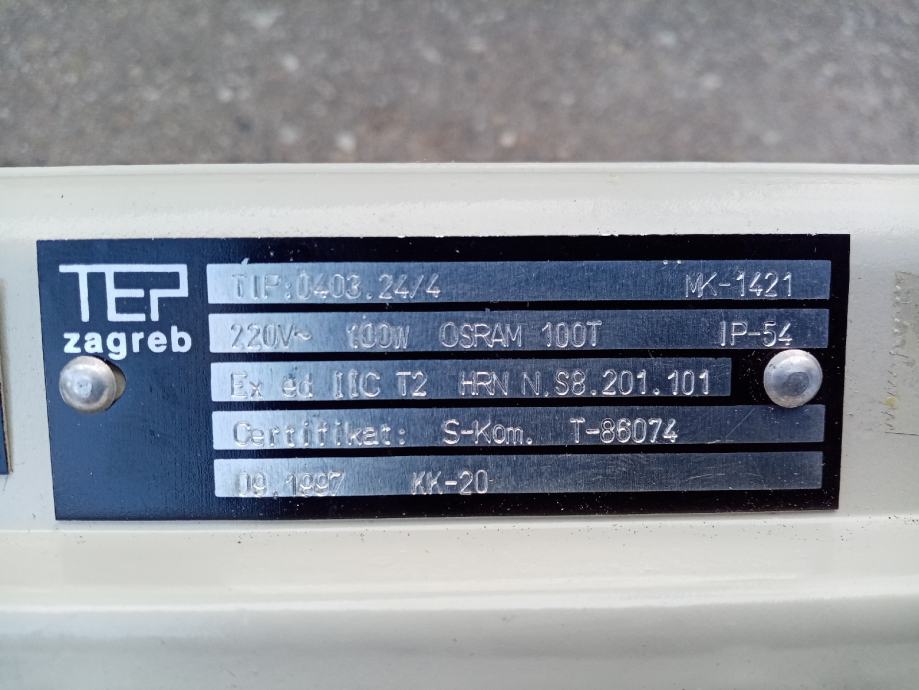 TEP
zagreb
TIP:0403.24/4 MK-1421
220V~ 100W OSRAM 100T IP-54
Ex ed IIC T2 HRN N.S8.201.101
Certifikat: S-Kom. T-86074
09.1997 KK-20